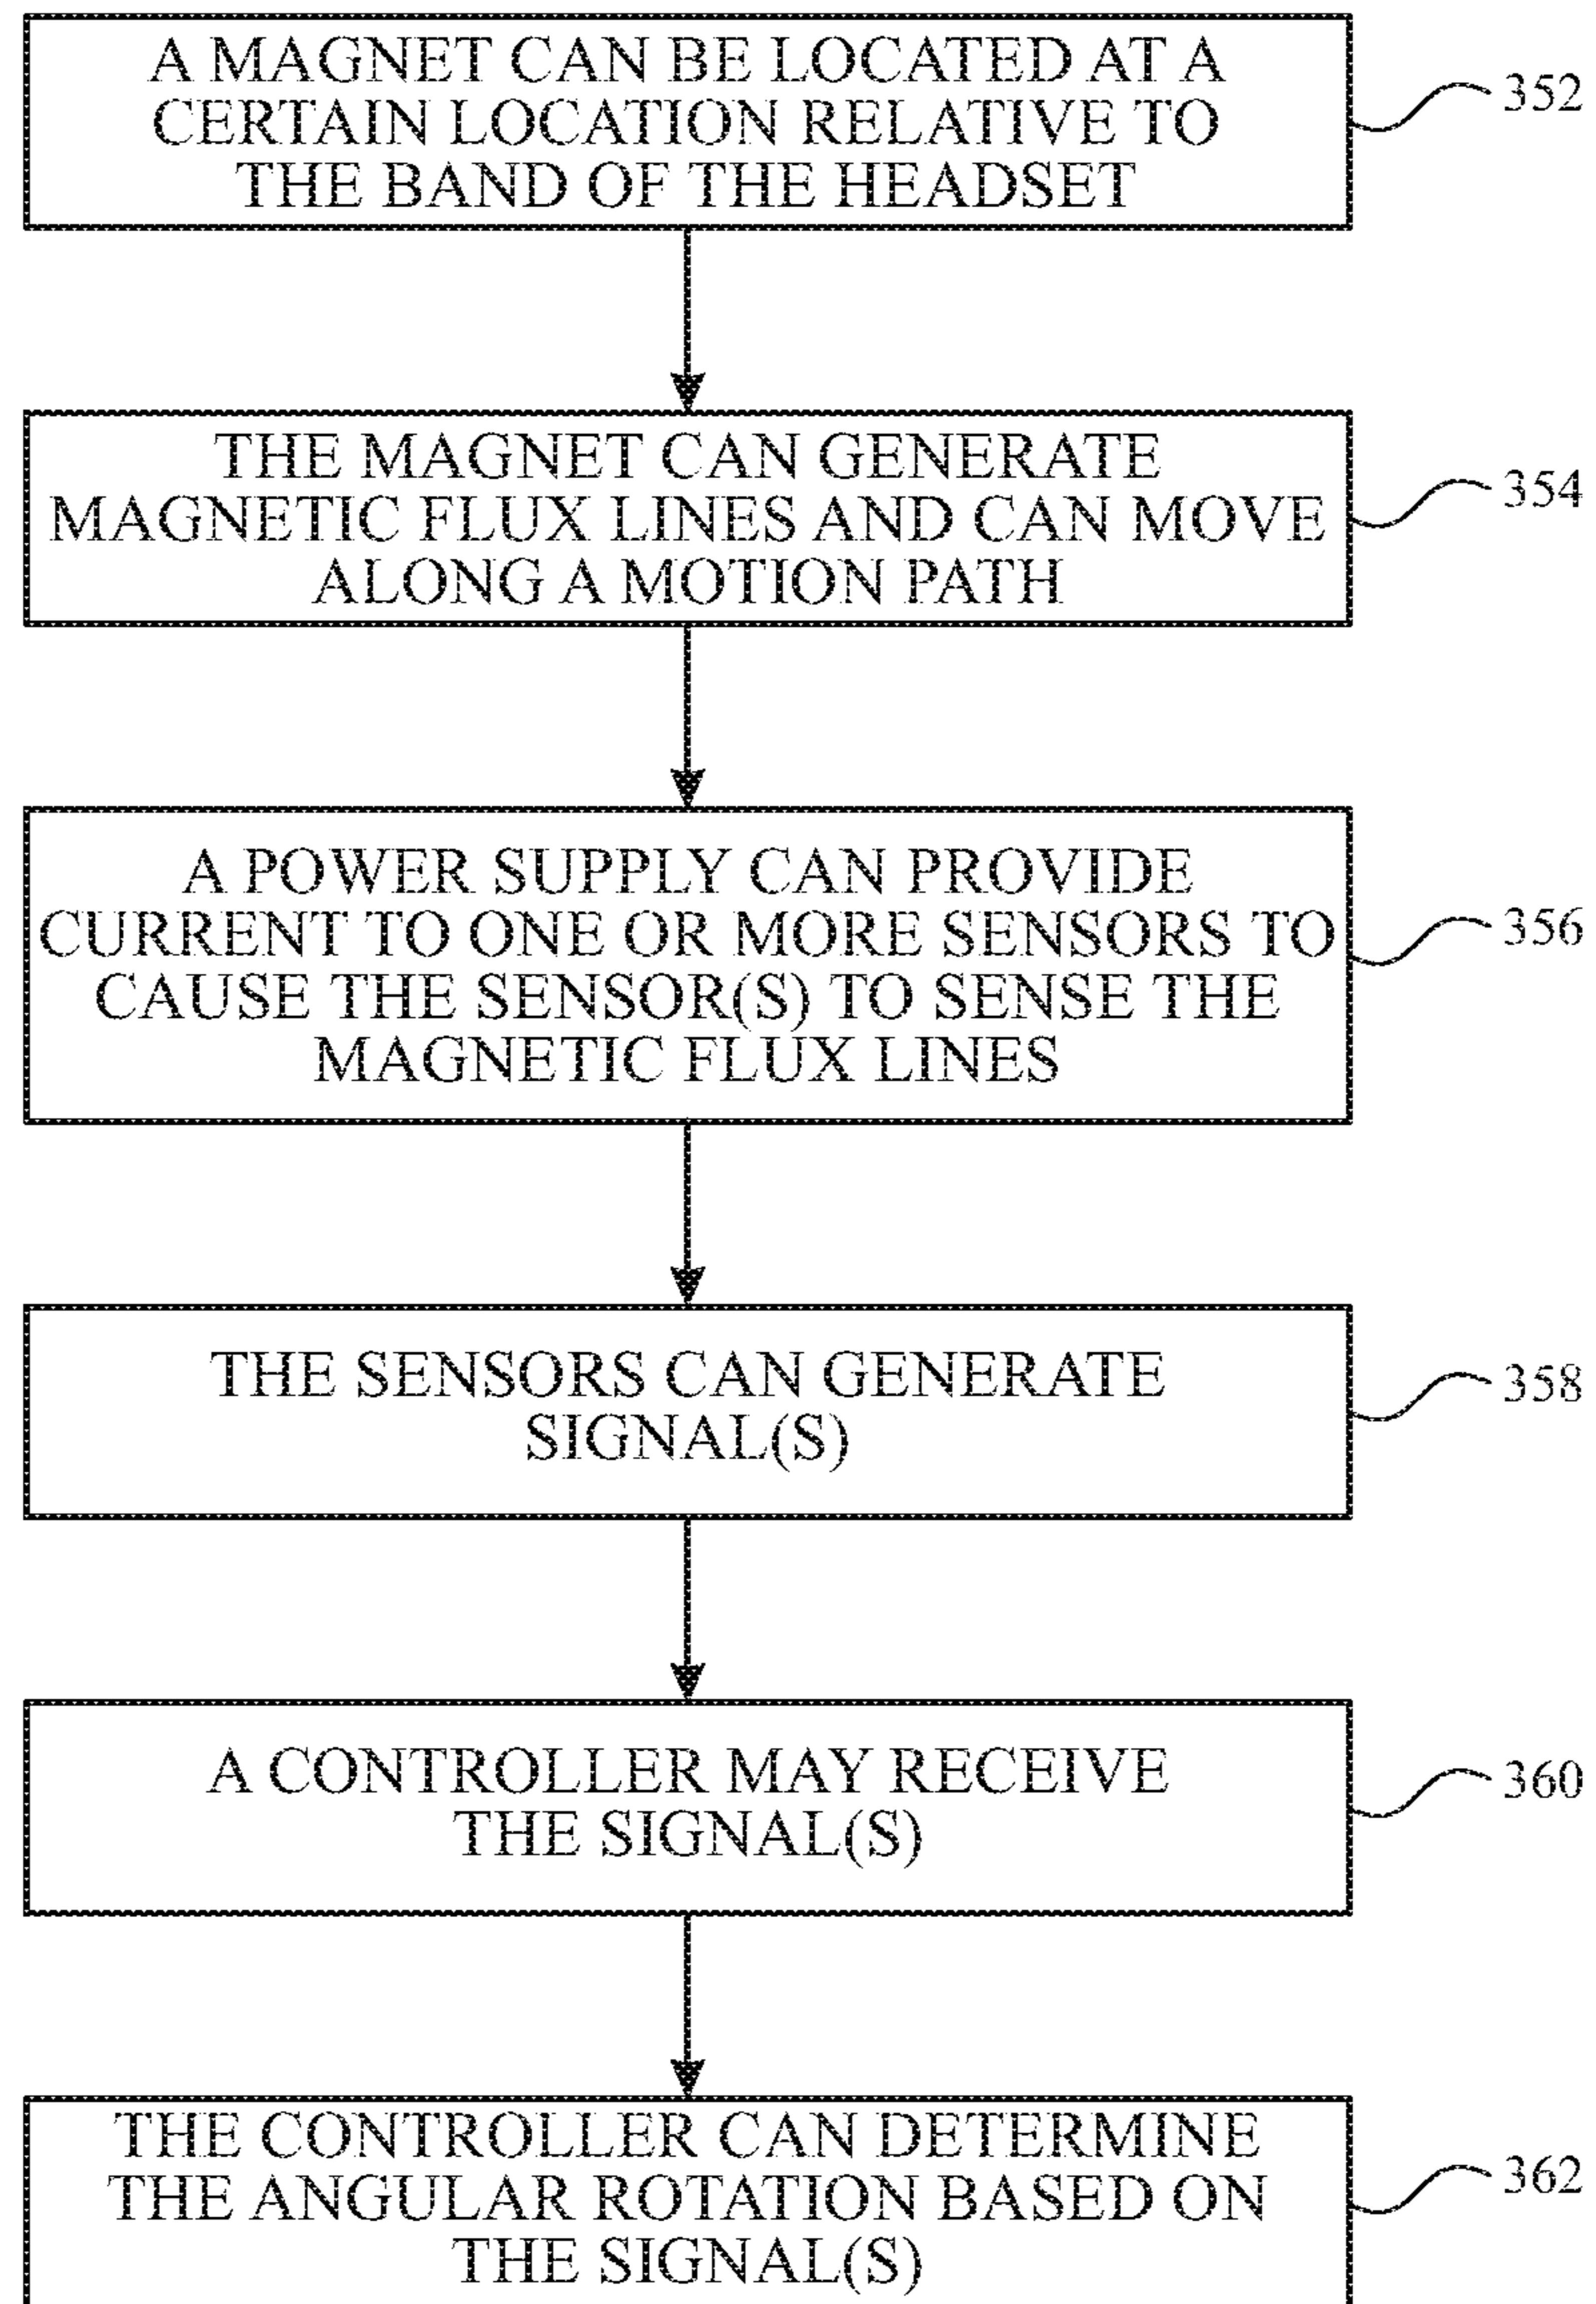 A MAGNET CAN BE LOCATED AT A
CERTAIN LOCATION RELATIVE TO
THE BAND OF THE HEADSET
352
THE MAGNET CAN GENERATE
MAGNETIC FLUX LINES AND CAN MOVE
ALONG A MOTION PATH
354
A POWER SUPPLY CAN PROVIDE
CURRENT TO ONE OR MORE SENSORS TO
CAUSE THE SENSOR(S) TO SENSE THE
MAGNETIC FLUX LINES
356
THE SENSORS CAN GENERATE
SIGNAL(S)
358
A CONTROLLER MAY RECEIVE
THE SIGNAL(S)
360
THE CONTROLLER CAN DETERMINE
THE ANGULAR ROTATION BASED ON
THE SIGNAL(S)
362